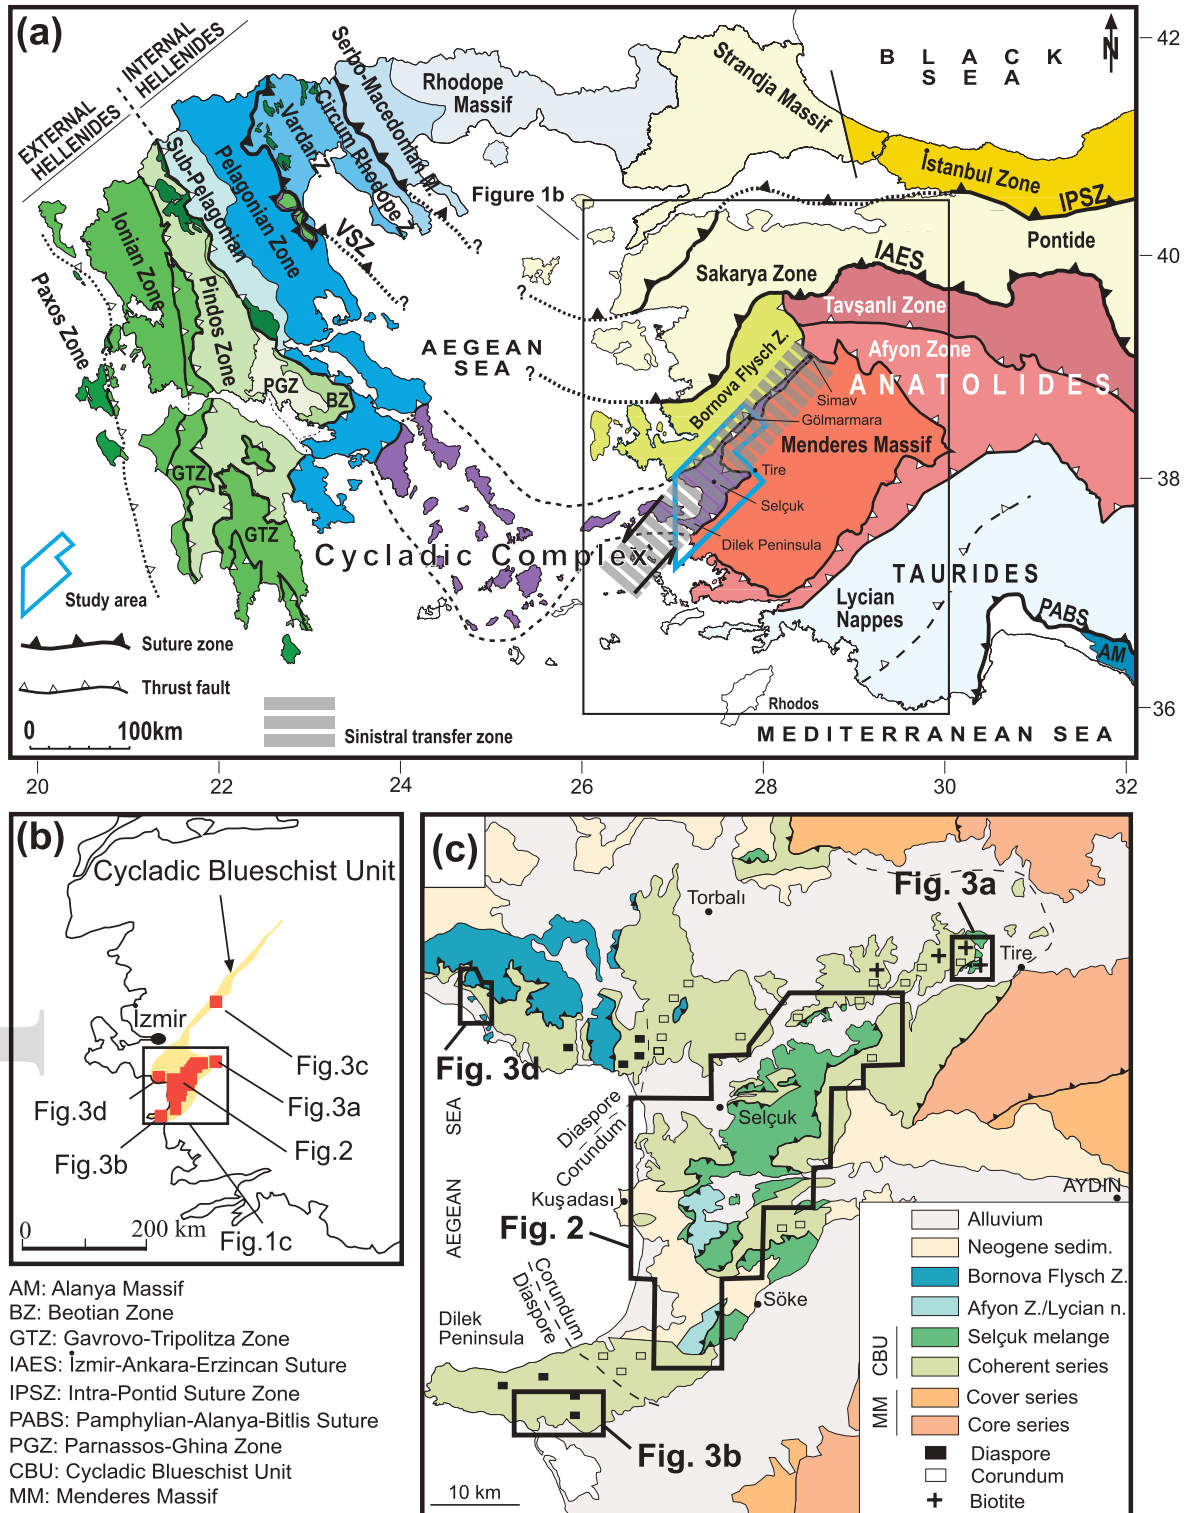 (a)
EXTERNAL
HELLENIDES
INTERNAL
HELLENIDES
Serbo-Macedonian M.
Circum Rhodope Z.
Vardar Z.
Rhodope
Massif
Strandja Massif
BLACK
SEA
N
42
İstanbul Zone
IPSZ
Sub-Pelagonian
Pelagonian Zone
Ionian Zone
Pindos Zone
Paxos Zone
VSZ
?
?
?
?
Figure 1b
Pontide
40
IAES
Sakarya Zone
Tavşanlı Zone
Afyon Zone
ANATOLIDES
AEGEAN
SEA
Bornova Flysch Z.
PGZ
BZ
GTZ
GTZ
Simav
Gölmarmara
Menderes Massif
Tire
Selçuk
Dilek Peninsula
38
Cycladic Complex
TAURIDES
Lycian
Nappes
PABS
AM
Rhodos
36
MEDITERRANEAN SEA
Study area
Suture zone
Thrust fault
0 100km
Sinistral transfer zone
20 22 24 26 28 30 32
(b)
Cycladic Blueschist Unit
İzmir
Fig.3c
Fig.3d
Fig.3a
Fig.3b
Fig.2
0 200 km
Fig.1c
AM: Alanya Massif
BZ: Beotian Zone
GTZ: Gavrovo-Tripolitza Zone
IAES: İzmir-Ankara-Erzincan Suture
IPSZ: Intra-Pontid Suture Zone
PABS: Pamphylian-Alanya-Bitlis Suture
PGZ: Parnassos-Ghina Zone
CBU: Cycladic Blueschist Unit
MM: Menderes Massif
(c)
Torbalı
Fig. 3a
Tire
Fig. 3d
AEGEAN SEA
Diaspore
Corundum
Selçuk
Kuşadası
Fig. 2
AYDIN
Corundum
Diaspore
Söke
Dilek
Peninsula
Fig. 3b
10 km
Alluvium
Neogene sedim.
Bornova Flysch Z.
Afyon Z./Lycian n.
CBU
Selçuk melange
Coherent series
MM
Cover series
Core series
Diaspore
Corundum
Biotite